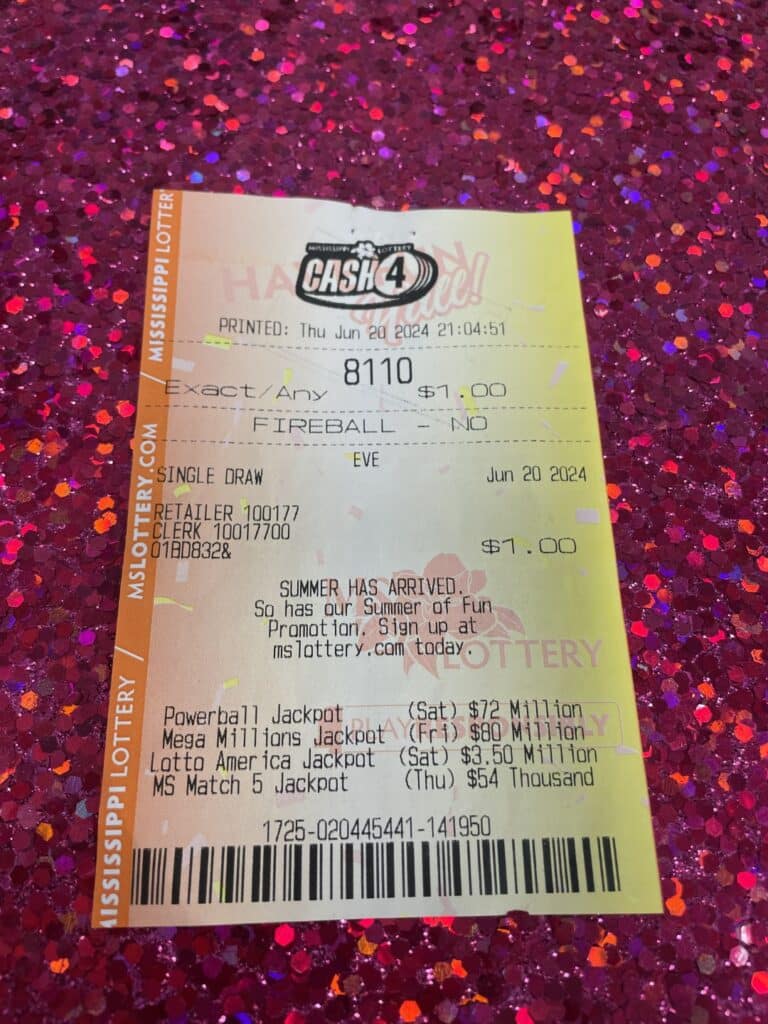 MISSISSIPPI LOTTERY
CASH 4
PRINTED: Thu Jun 20 2024 21:04:51
8110
Exact/Any $1.00
FIREBALL - NO
EVE
SINGLE DRAW Jun 20 2024
RETAILER 100177
CLERK 10017700
01BD832& $1.00
SUMMER HAS ARRIVED.
So has our Summer of Fun
Promotion. Sign up at
mslottery.com today.
LOTTERY
Powerball Jackpot (Sat) $72 Million
PLAY RESPONSIBLY
Mega Millions Jackpot (Fri) $80 Million
Lotto America Jackpot (Sat) $3.50 Million
MS Match 5 Jackpot (Thu) $54 Thousand
1725-020445441-141950
MISSISSIPPI LOTTERY / MSLOTTERY.COM / MISSISSIPPI LOTTERY